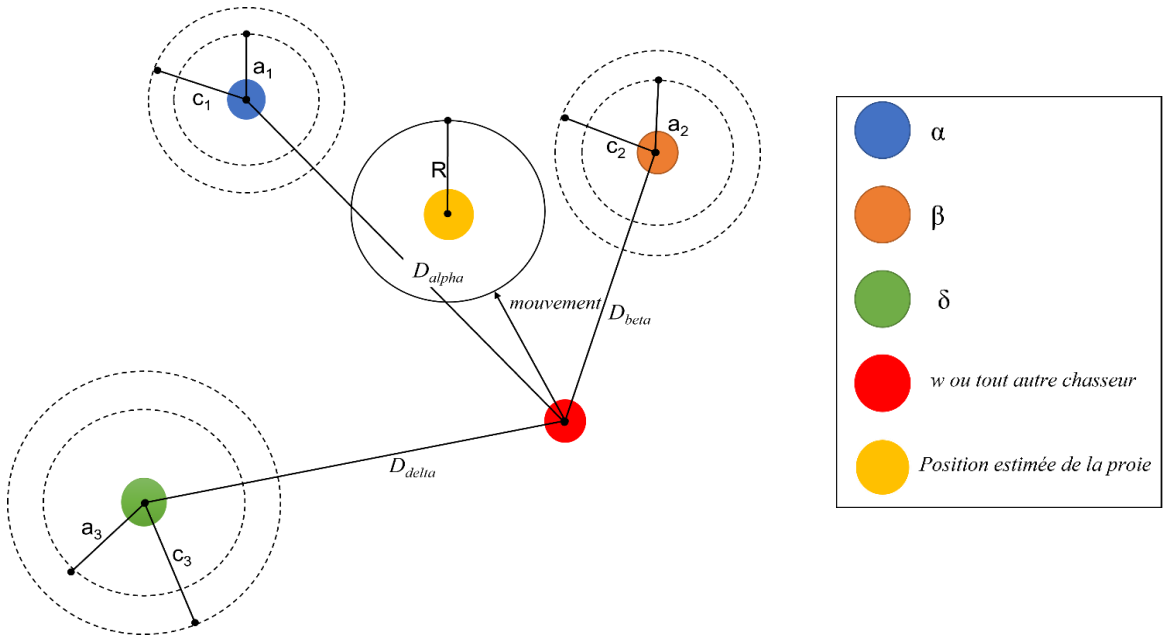 a1
c1
a2
c2
R
Dalpha
mouvement
Dbeta
Ddelta
a3
c3
α
β
δ
w ou tout autre chasseur
Position estimée de la proie